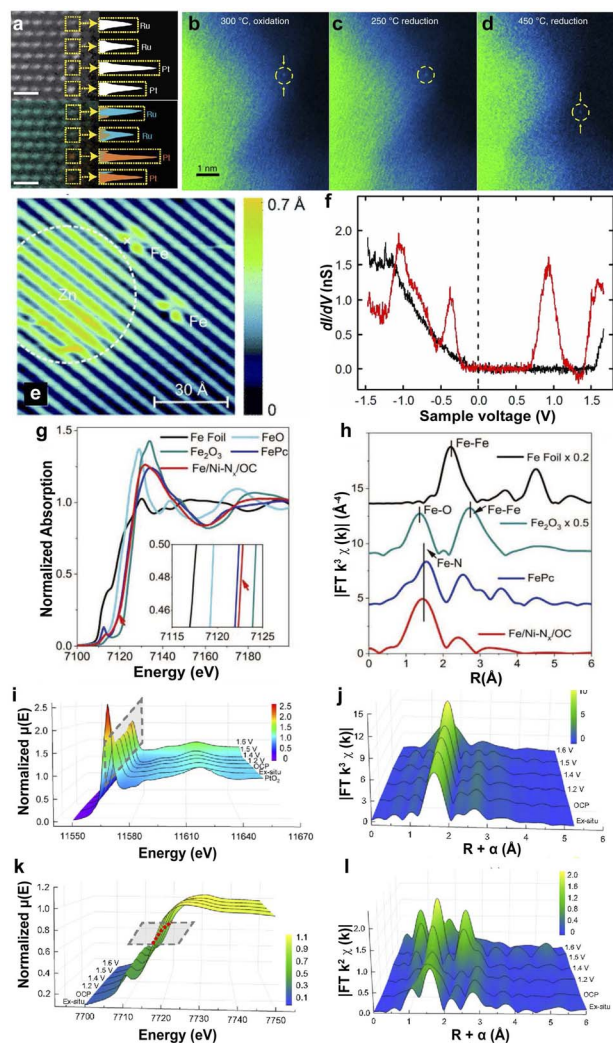 a
Ru
Ru
Pt
Pt
Ru
Ru
Pt
Pt
b 300 °C, oxidation
1 nm
c 250 °C reduction
d 450 °C, reduction
e
Zn
Fe
Fe
30 Å
0.7 Å
0
f
dI/dV (nS)
2.0
1.5
1.0
0.5
0.0
-1.5 -1.0 -0.5 0.0 0.5 1.0 1.5
Sample voltage (V)
g
Normalized Absorption
1.5
1.0
0.5
0.0
Fe Foil FeO
Fe2O3 FePc
Fe/Ni-Nx/OC
0.50
0.48
0.46
7115 7120 7125
7100 7120 7140 7160 7180
Energy (eV)
h
|FT k³ χ (k)| (Å⁻⁴)
15
10
5
0
Fe-Fe
Fe Foil x 0.2
Fe-O Fe-Fe
Fe2O3 x 0.5
Fe-N
FePc
Fe/Ni-Nx/OC
0 1 2 3 4 5 6
R(Å)
i
Normalized μ(E)
2.5
2.0
1.5
1.0
0.5
0.0
2.5
2.0
1.5
1.0
0.5
0
1.6 V
1.5 V
1.4 V
1.2 V
OCP
Ex-situ
PtO2
11550 11580 11610 11640 11670
Energy (eV)
j
|FT k³ χ (k)|
15
12
9
6
3
0
10
5
0
1.6 V
1.5 V
1.4 V
1.2 V
OCP
Ex-situ
0 1 2 3 4 5
R + α (Å)
k
Normalized μ(E)
1.2
1.0
0.8
0.6
0.4
0.2
1.6 V
1.5 V
1.4 V
1.2 V
OCP
Ex-situ
1.1
0.9
0.7
0.5
0.3
0.1
7700 7710 7720 7730 7740 7750
Energy (eV)
l
|FT k² χ (k)|
2.0
1.6
1.2
0.8
0.4
0
1.6 V
1.5 V
1.4 V
1.2 V
OCP
Ex-situ
0 1 2 3 4 5 6
R + α (Å)